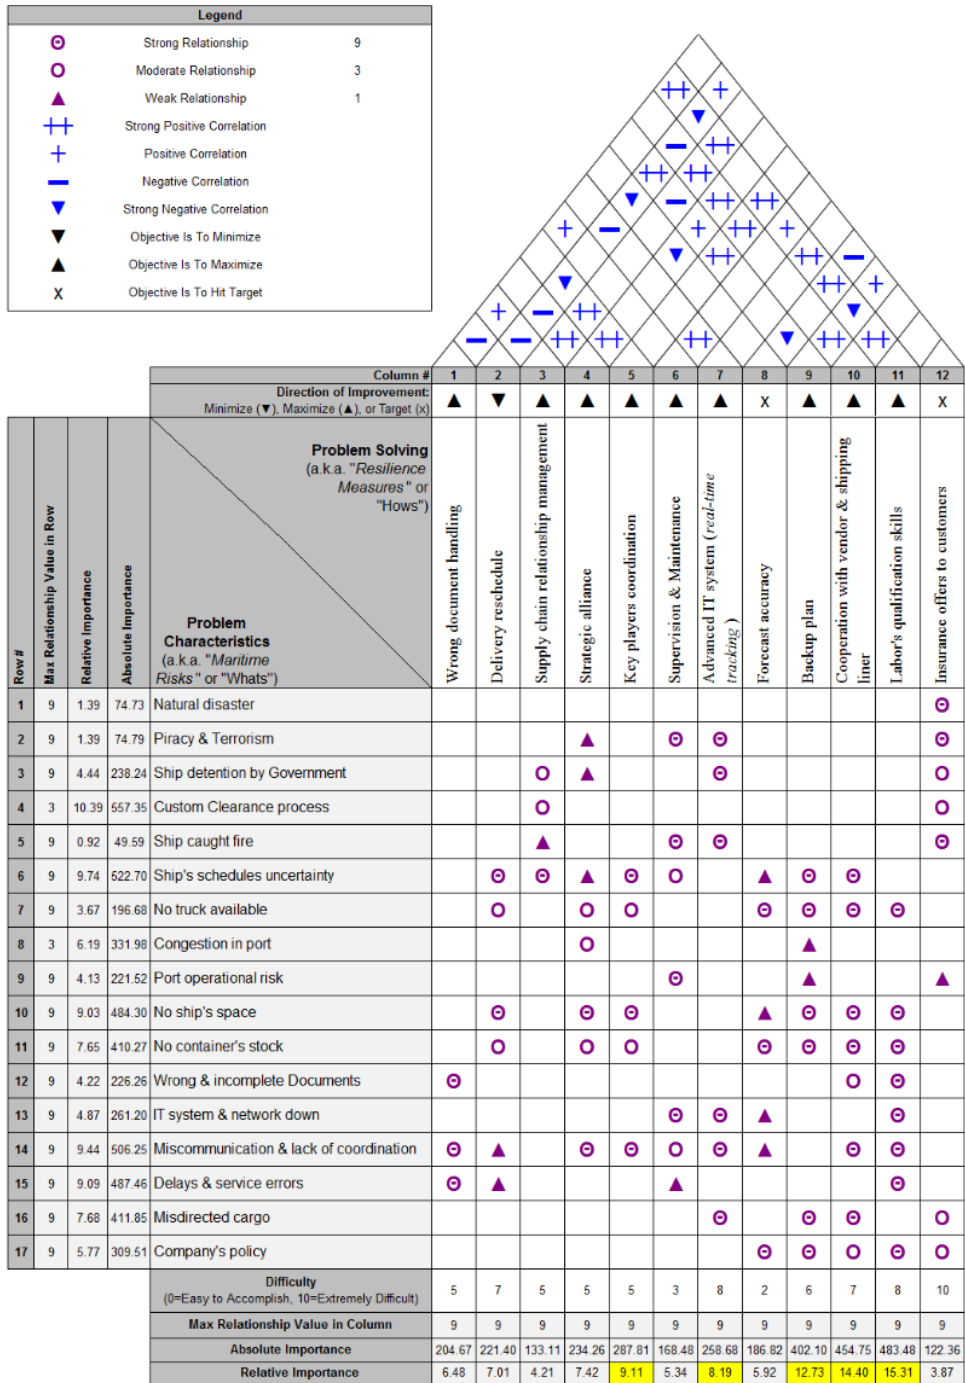 Legend
Strong Relationship 9
Moderate Relationship 3
Weak Relationship 1
Strong Positive Correlation
Positive Correlation
Negative Correlation
Strong Negative Correlation
Objective Is To Minimize
Objective Is To Maximize
X Objective Is To Hit Target
Column # 1 2 3 4 5 6 7 8 9 10 11 12
Direction of Improvement:
Minimize (▼), Maximize (▲), or Target (x) ▲ ▼ ▲ ▲ ▲ ▲ ▲ X ▲ ▲ ▲ X
Problem Solving
(a.k.a. "Resilience
Measures" or
"Hows")
Problem
Characteristics
(a.k.a. "Maritime
Risks" or "Whats")
Row #
Max Relationship Value in Row
Relative Importance
Absolute Importance
Wrong document handling
Delivery reschedule
Supply chain relationship management
Strategic alliance
Key players coordination
Supervision & Maintenance
Advanced IT system (real-time
tracking )
Forecast accuracy
Backup plan
Cooperation with vendor & shipping
liner
Labor's qualification skills
Insurance offers to customers
1 9 1.39 74.73 Natural disaster
2 9 1.39 74.79 Piracy & Terrorism
3 9 4.44 238.24 Ship detention by Government
4 3 10.39 557.35 Custom Clearance process
5 9 0.92 49.59 Ship caught fire
6 9 9.74 522.70 Ship's schedules uncertainty
7 9 3.67 196.68 No truck available
8 3 6.19 331.98 Congestion in port
9 9 4.13 221.52 Port operational risk
10 9 9.03 484.30 No ship's space
11 9 7.65 410.27 No container's stock
12 9 4.22 226.26 Wrong & incomplete Documents
13 9 4.87 261.20 IT system & network down
14 9 9.44 506.25 Miscommunication & lack of coordination
15 9 9.09 487.46 Delays & service errors
16 9 7.68 411.85 Misdirected cargo
17 9 5.77 309.51 Company's policy
Difficulty
(0=Easy to Accomplish, 10=Extremely Difficult) 5 7 5 5 5 3 8 2 6 7 8 10
Max Relationship Value in Column 9 9 9 9 9 9 9 9 9 9 9 9
Absolute Importance 204.67 221.40 133.11 234.26 287.81 168.48 258.68 186.82 402.10 454.75 483.48 122.36
Relative Importance 6.48 7.01 4.21 7.42 9.11 5.34 8.19 5.92 12.73 14.40 15.31 3.87